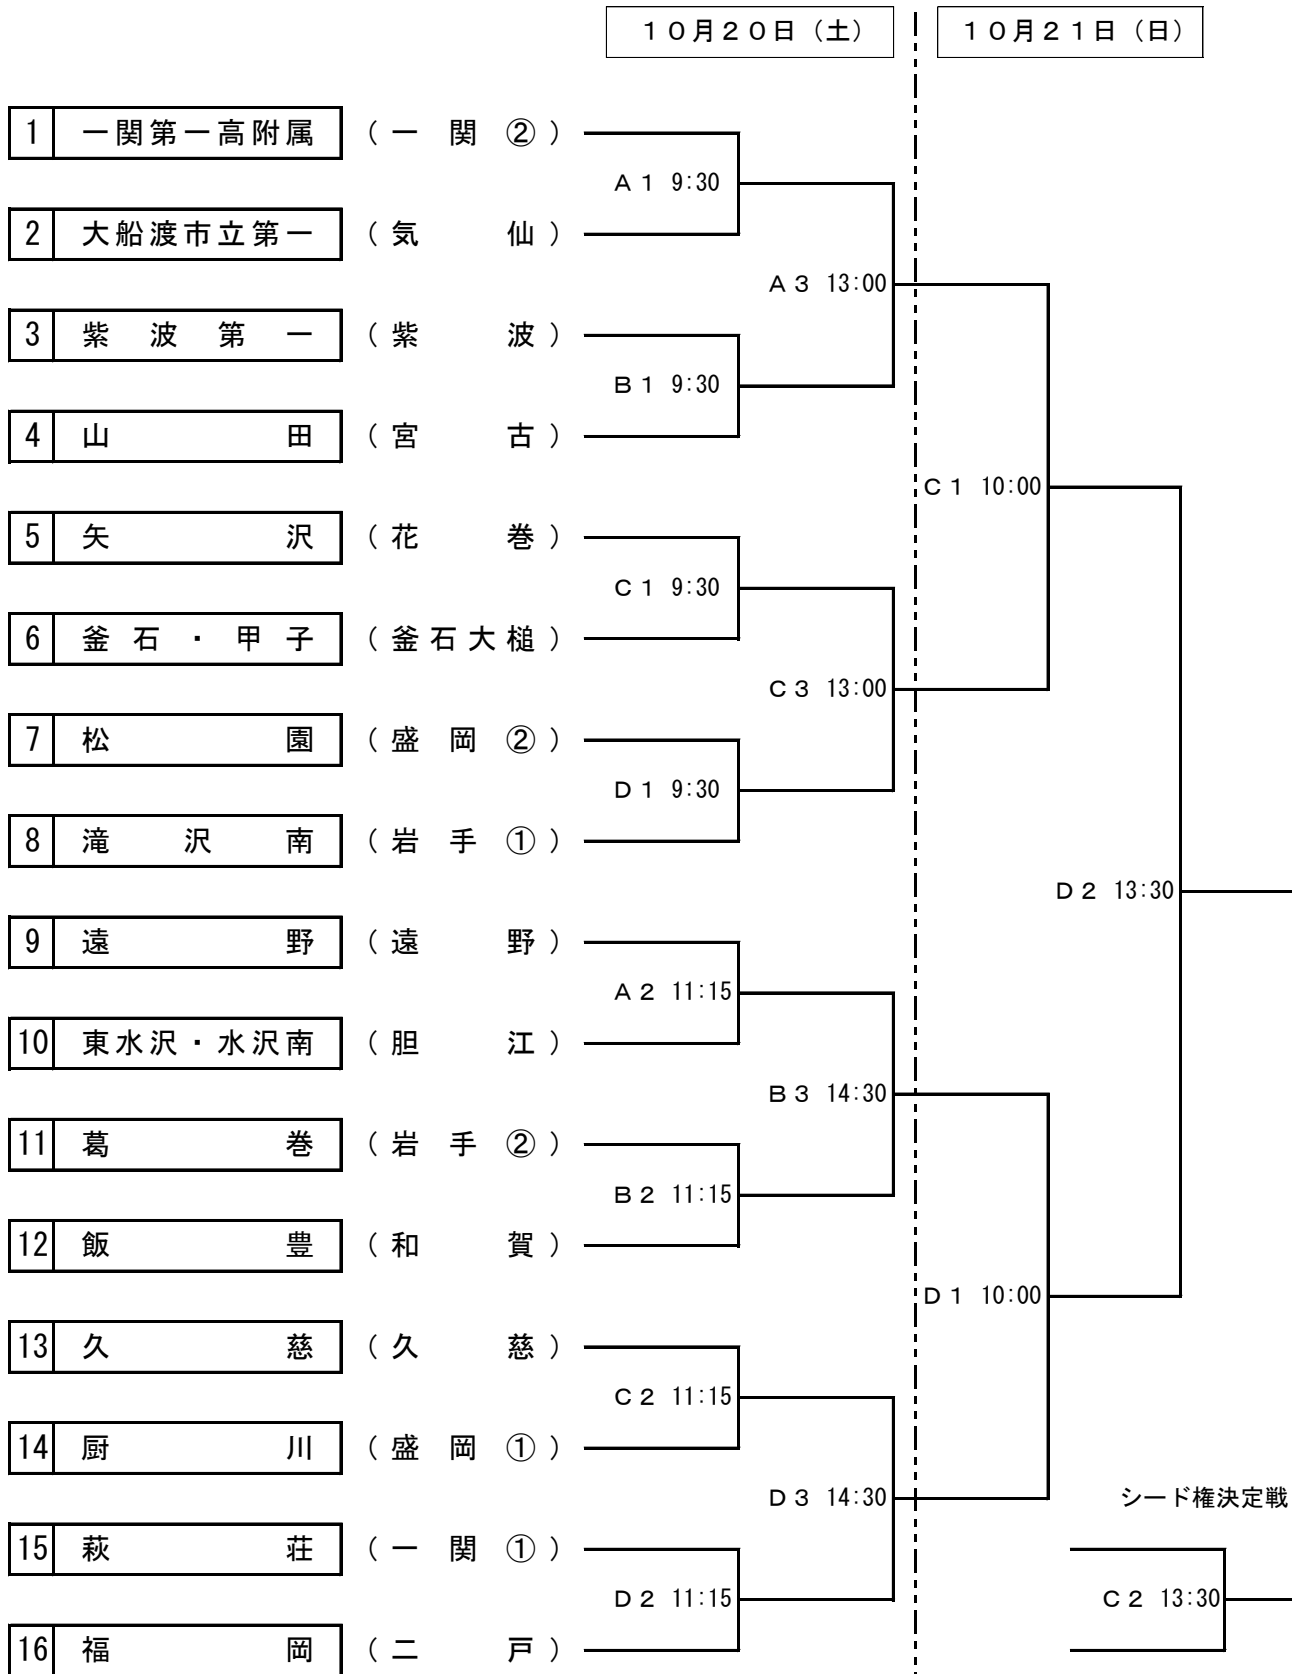 １０月２０日（土） １０月２１日（日）
1 一関第一高附属 （一関②）
A1 9:30
2 大船渡市立第一 （気仙）
A3 13:00
3 紫波第一 （紫波）
B1 9:30
4 山田 （宮古）
C1 10:00
5 矢沢 （花巻）
C1 9:30
6 釜石・甲子 （釜石大槌）
C3 13:00
7 松園 （盛岡②）
D1 9:30
8 滝沢南 （岩手①）
D2 13:30
9 遠野 （遠野）
A2 11:15
10 東水沢・水沢南 （胆江）
B3 14:30
11 葛巻 （岩手②）
B2 11:15
12 飯豊 （和賀）
D1 10:00
13 久慈 （久慈）
C2 11:15
14 厨川 （盛岡①）
D3 14:30 シード権決定戦
15 萩荘 （一関①）
D2 11:15 C2 13:30
16 福岡 （二戸）